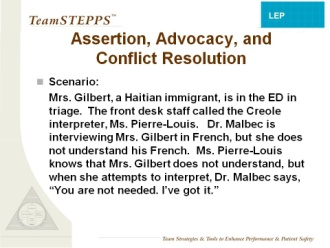 TeamSTEPPS™
LEP
Assertion, Advocacy, and
Conflict Resolution
Scenario:
Mrs. Gilbert, a Haitian immigrant, is in the ED in
triage. The front desk staff called the Creole
interpreter, Ms. Pierre-Louis. Dr. Malbec is
interviewing Mrs. Gilbert in French, but she does
not understand his French. Ms. Pierre-Louis
knows that Mrs. Gilbert does not understand, but
when she attempts to interpret, Dr. Malbec says,
“You are not needed. I’ve got it.”
Team Strategies & Tools to Enhance Performance & Patient Safety